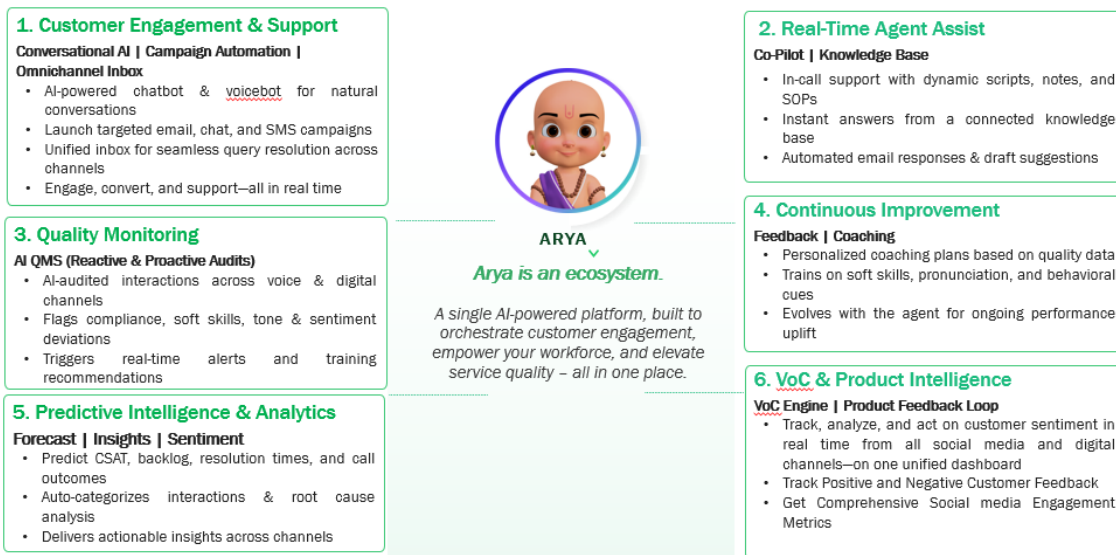 1. Customer Engagement & Support
Conversational AI | Campaign Automation |
Omnichannel Inbox
• AI-powered chatbot & voicebot for natural
conversations
• Launch targeted email, chat, and SMS campaigns
• Unified inbox for seamless query resolution across
channels
• Engage, convert, and support—all in real time
2. Real-Time Agent Assist
Co-Pilot | Knowledge Base
• In-call support with dynamic scripts, notes, and
SOPs
• Instant answers from a connected knowledge
base
• Automated email responses & draft suggestions
3. Quality Monitoring
AI QMS (Reactive & Proactive Audits)
• AI-audited interactions across voice & digital
channels
• Flags compliance, soft skills, tone & sentiment
deviations
• Triggers real-time alerts and training
recommendations
ARYA
Arya is an ecosystem.
A single AI-powered platform, built to
orchestrate customer engagement,
empower your workforce, and elevate
service quality – all in one place.
4. Continuous Improvement
Feedback | Coaching
• Personalized coaching plans based on quality data
• Trains on soft skills, pronunciation, and behavioral
cues
• Evolves with the agent for ongoing performance
uplift
5. Predictive Intelligence & Analytics
Forecast | Insights | Sentiment
• Predict CSAT, backlog, resolution times, and call
outcomes
• Auto-categorizes interactions & root cause
analysis
• Delivers actionable insights across channels
6. VoC & Product Intelligence
VoC Engine | Product Feedback Loop
• Track, analyze, and act on customer sentiment in
real time from all social media and digital
channels—on one unified dashboard
• Track Positive and Negative Customer Feedback
• Get Comprehensive Social media Engagement
Metrics